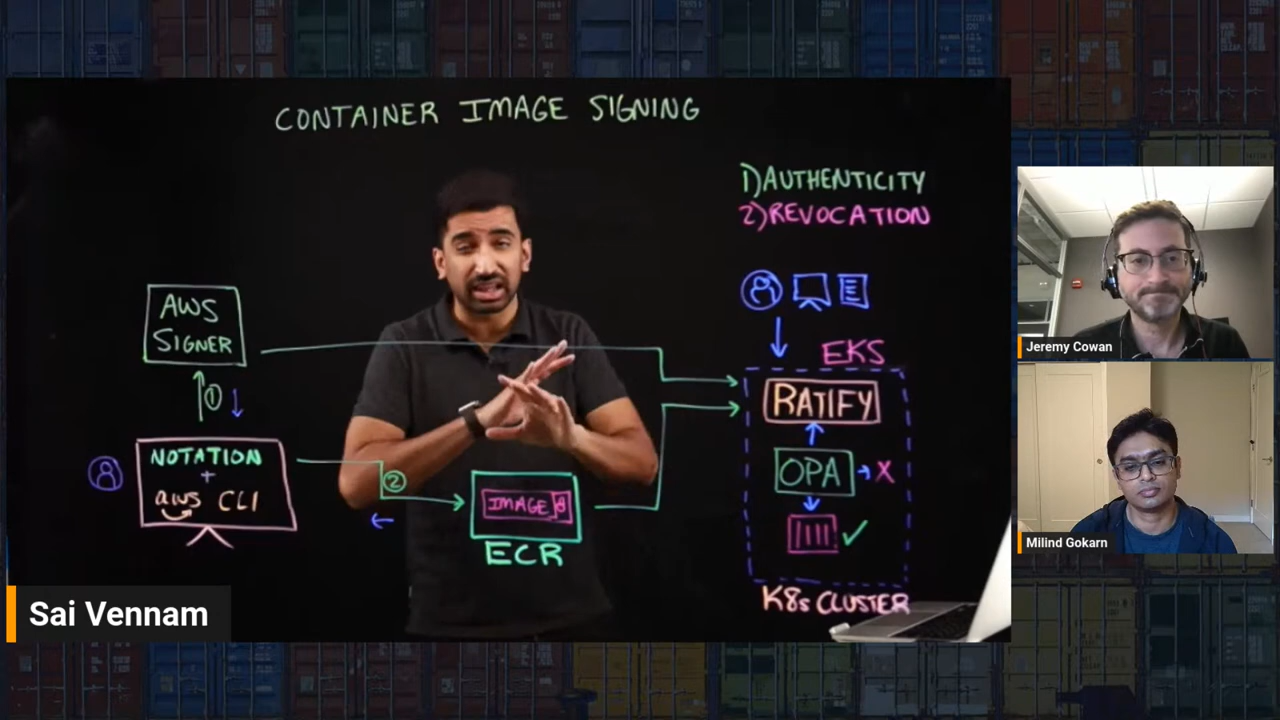 CONTAINER IMAGE SIGNING
1) AUTHENTICITY
2) REVOCATION
AWS
SIGNER
1
NOTATION
+
aws CLI
2
IMAGE
ECR
EKS
RATIFY
OPA
X
K8s CLUSTER
Sai Vennam
Jeremy Cowan
Milind Gokarn